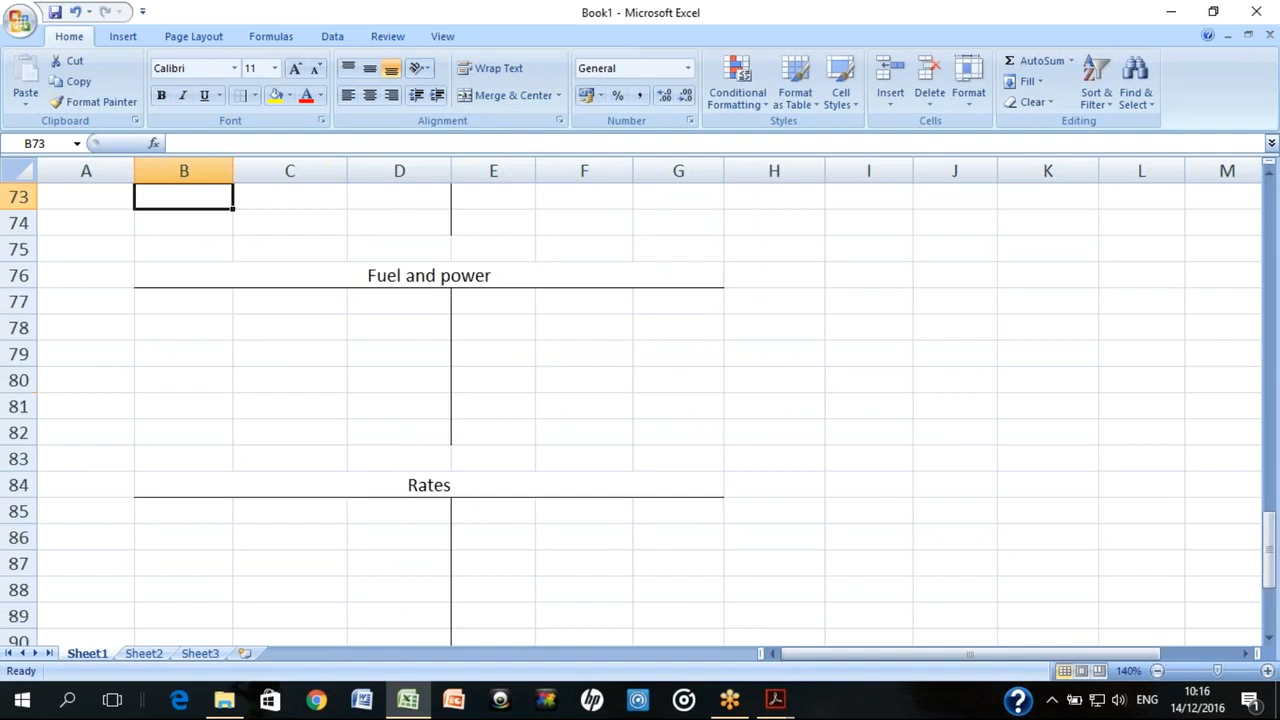 Book1 - Microsoft Excel
Home Insert Page Layout Formulas Data Review View
Paste Cut Copy Format Painter Clipboard
Calibri 11 B I U A Font
Wrap Text Merge & Center Alignment
General % , Number
Conditional Formatting Format as Table Cell Styles Styles
Insert Delete Format Cells
Σ AutoSum Fill Clear Sort & Filter Find & Select Editing
B73 fx
A B C D E F G H I J K L M
73
74
75
76 Fuel and power
77
78
79
80
81
82
83
84 Rates
85
86
87
88
89
90
Sheet1 Sheet2 Sheet3
Ready 140%
ENG 10:16
14/12/2016